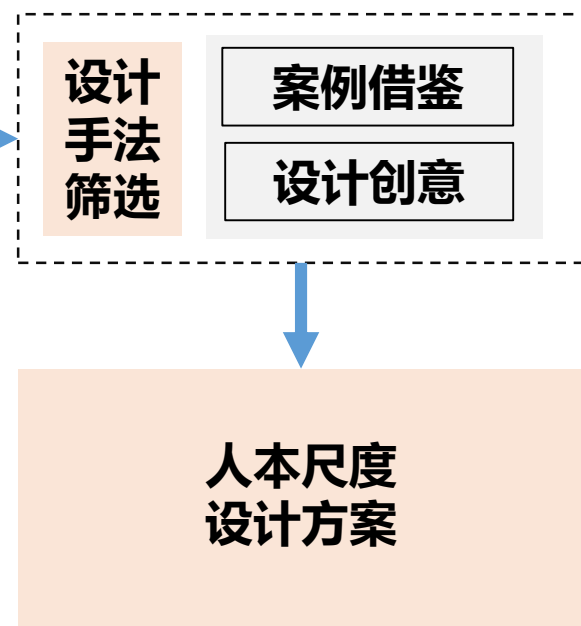 设计
手法
筛选
案例借鉴
设计创意
人本尺度
设计方案